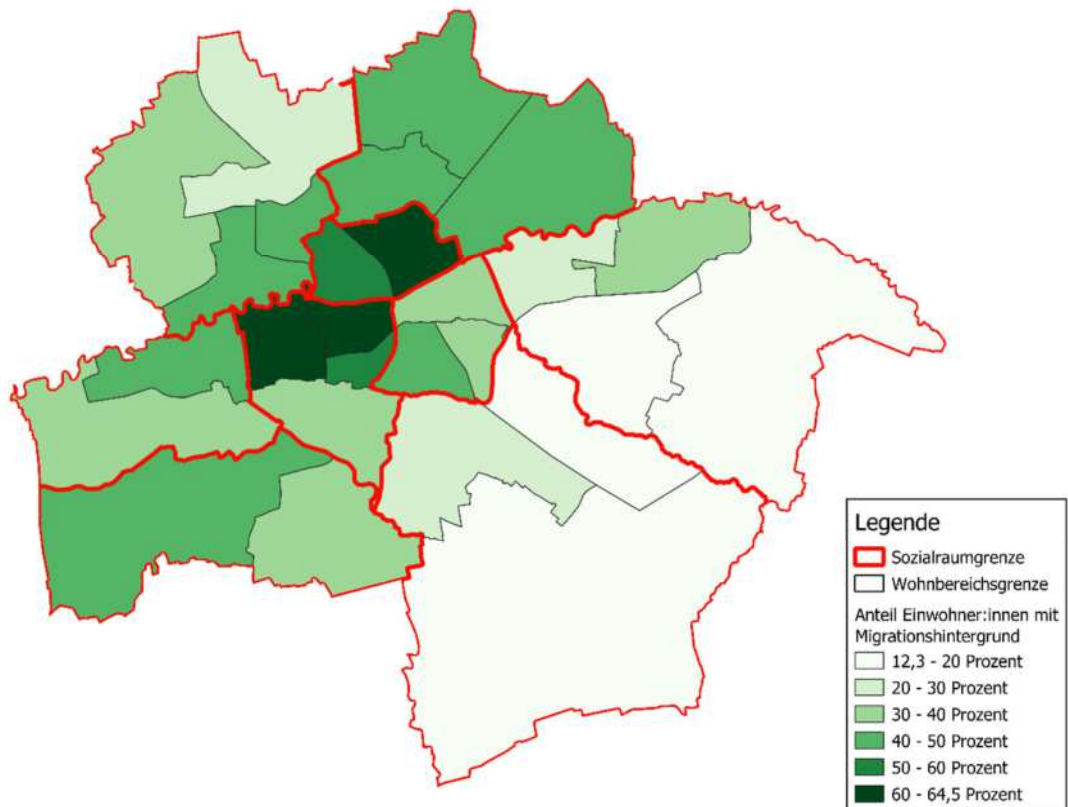 Legende
Sozialraumgrenze
Wohnbereichsgrenze
Anteil Einwohner:innen mit
Migrationshintergrund
12,3 - 20 Prozent
20 - 30 Prozent
30 - 40 Prozent
40 - 50 Prozent
50 - 60 Prozent
60 - 64,5 Prozent